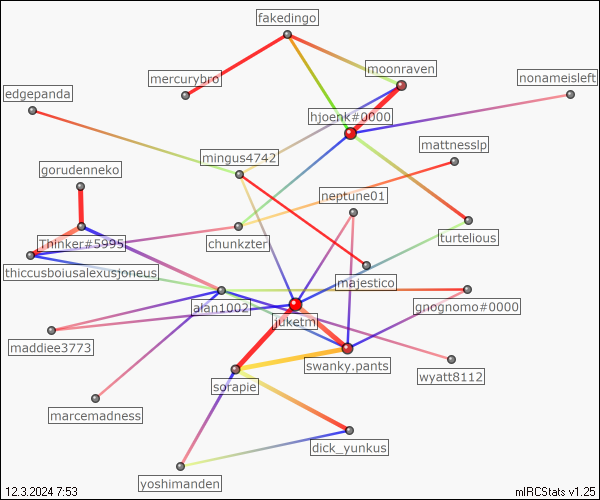 fakedingo
moonraven
mercurybro
nonameisleft
edgepanda
hjoenk#0000
mattnesslp
mingus4742
gorudenneko
neptune01
Thinker#5995
chunkzter
turtelious
thiccusboiusalexusjoneus
majestico
alan1002
gnognomo#0000
juketm
maddiee3773
swanky.pants
wyatt8112
sorapie
marcemadness
dick_yunkus
yoshimanden
12.3.2024 7:53
mIRCStats v1.25